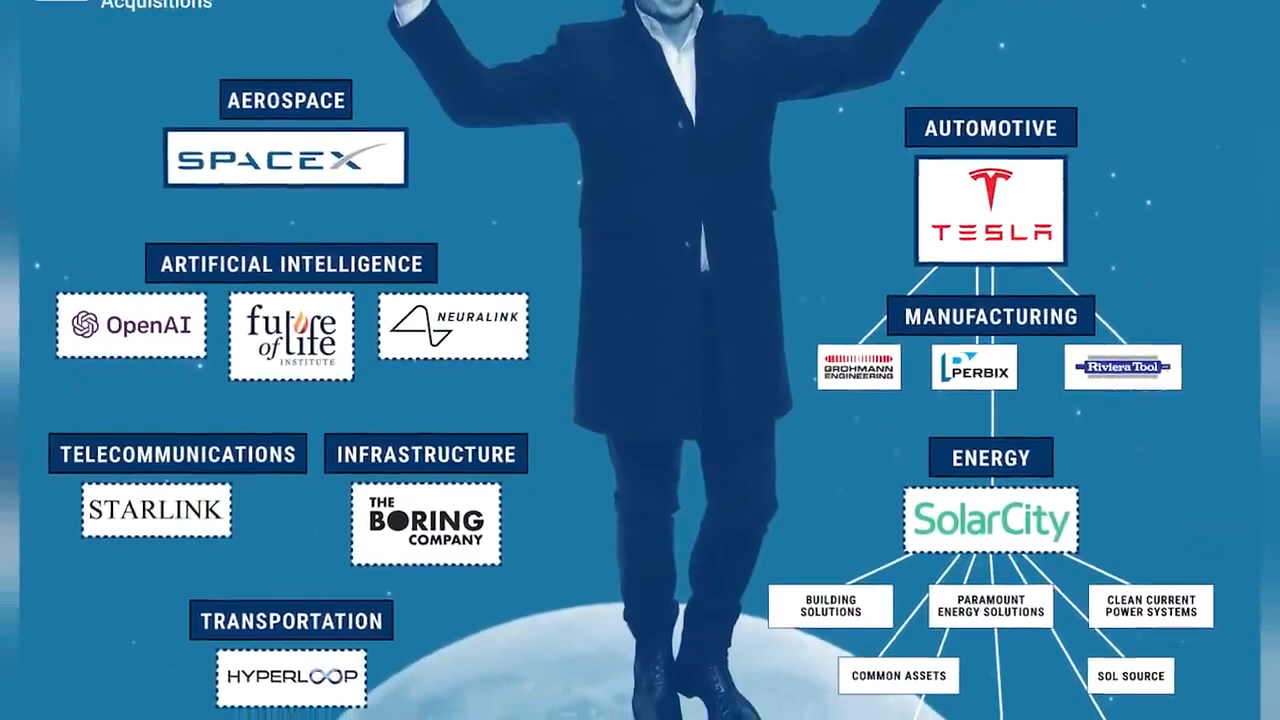 Acquisitions
AEROSPACE
SPACEX
ARTIFICIAL INTELLIGENCE
OpenAI
future
of life
INSTITUTE
NEURALINK
TELECOMMUNICATIONS
STARLINK
INFRASTRUCTURE
THE
BORING
COMPANY
TRANSPORTATION
HYPERLOOP
AUTOMOTIVE
TESLA
MANUFACTURING
GROHMANN
ENGINEERING
PERBIX
Riviera Tool
ENERGY
SolarCity
BUILDING
SOLUTIONS
PARAMOUNT
ENERGY SOLUTIONS
CLEAN CURRENT
POWER SYSTEMS
COMMON ASSETS
SOL SOURCE